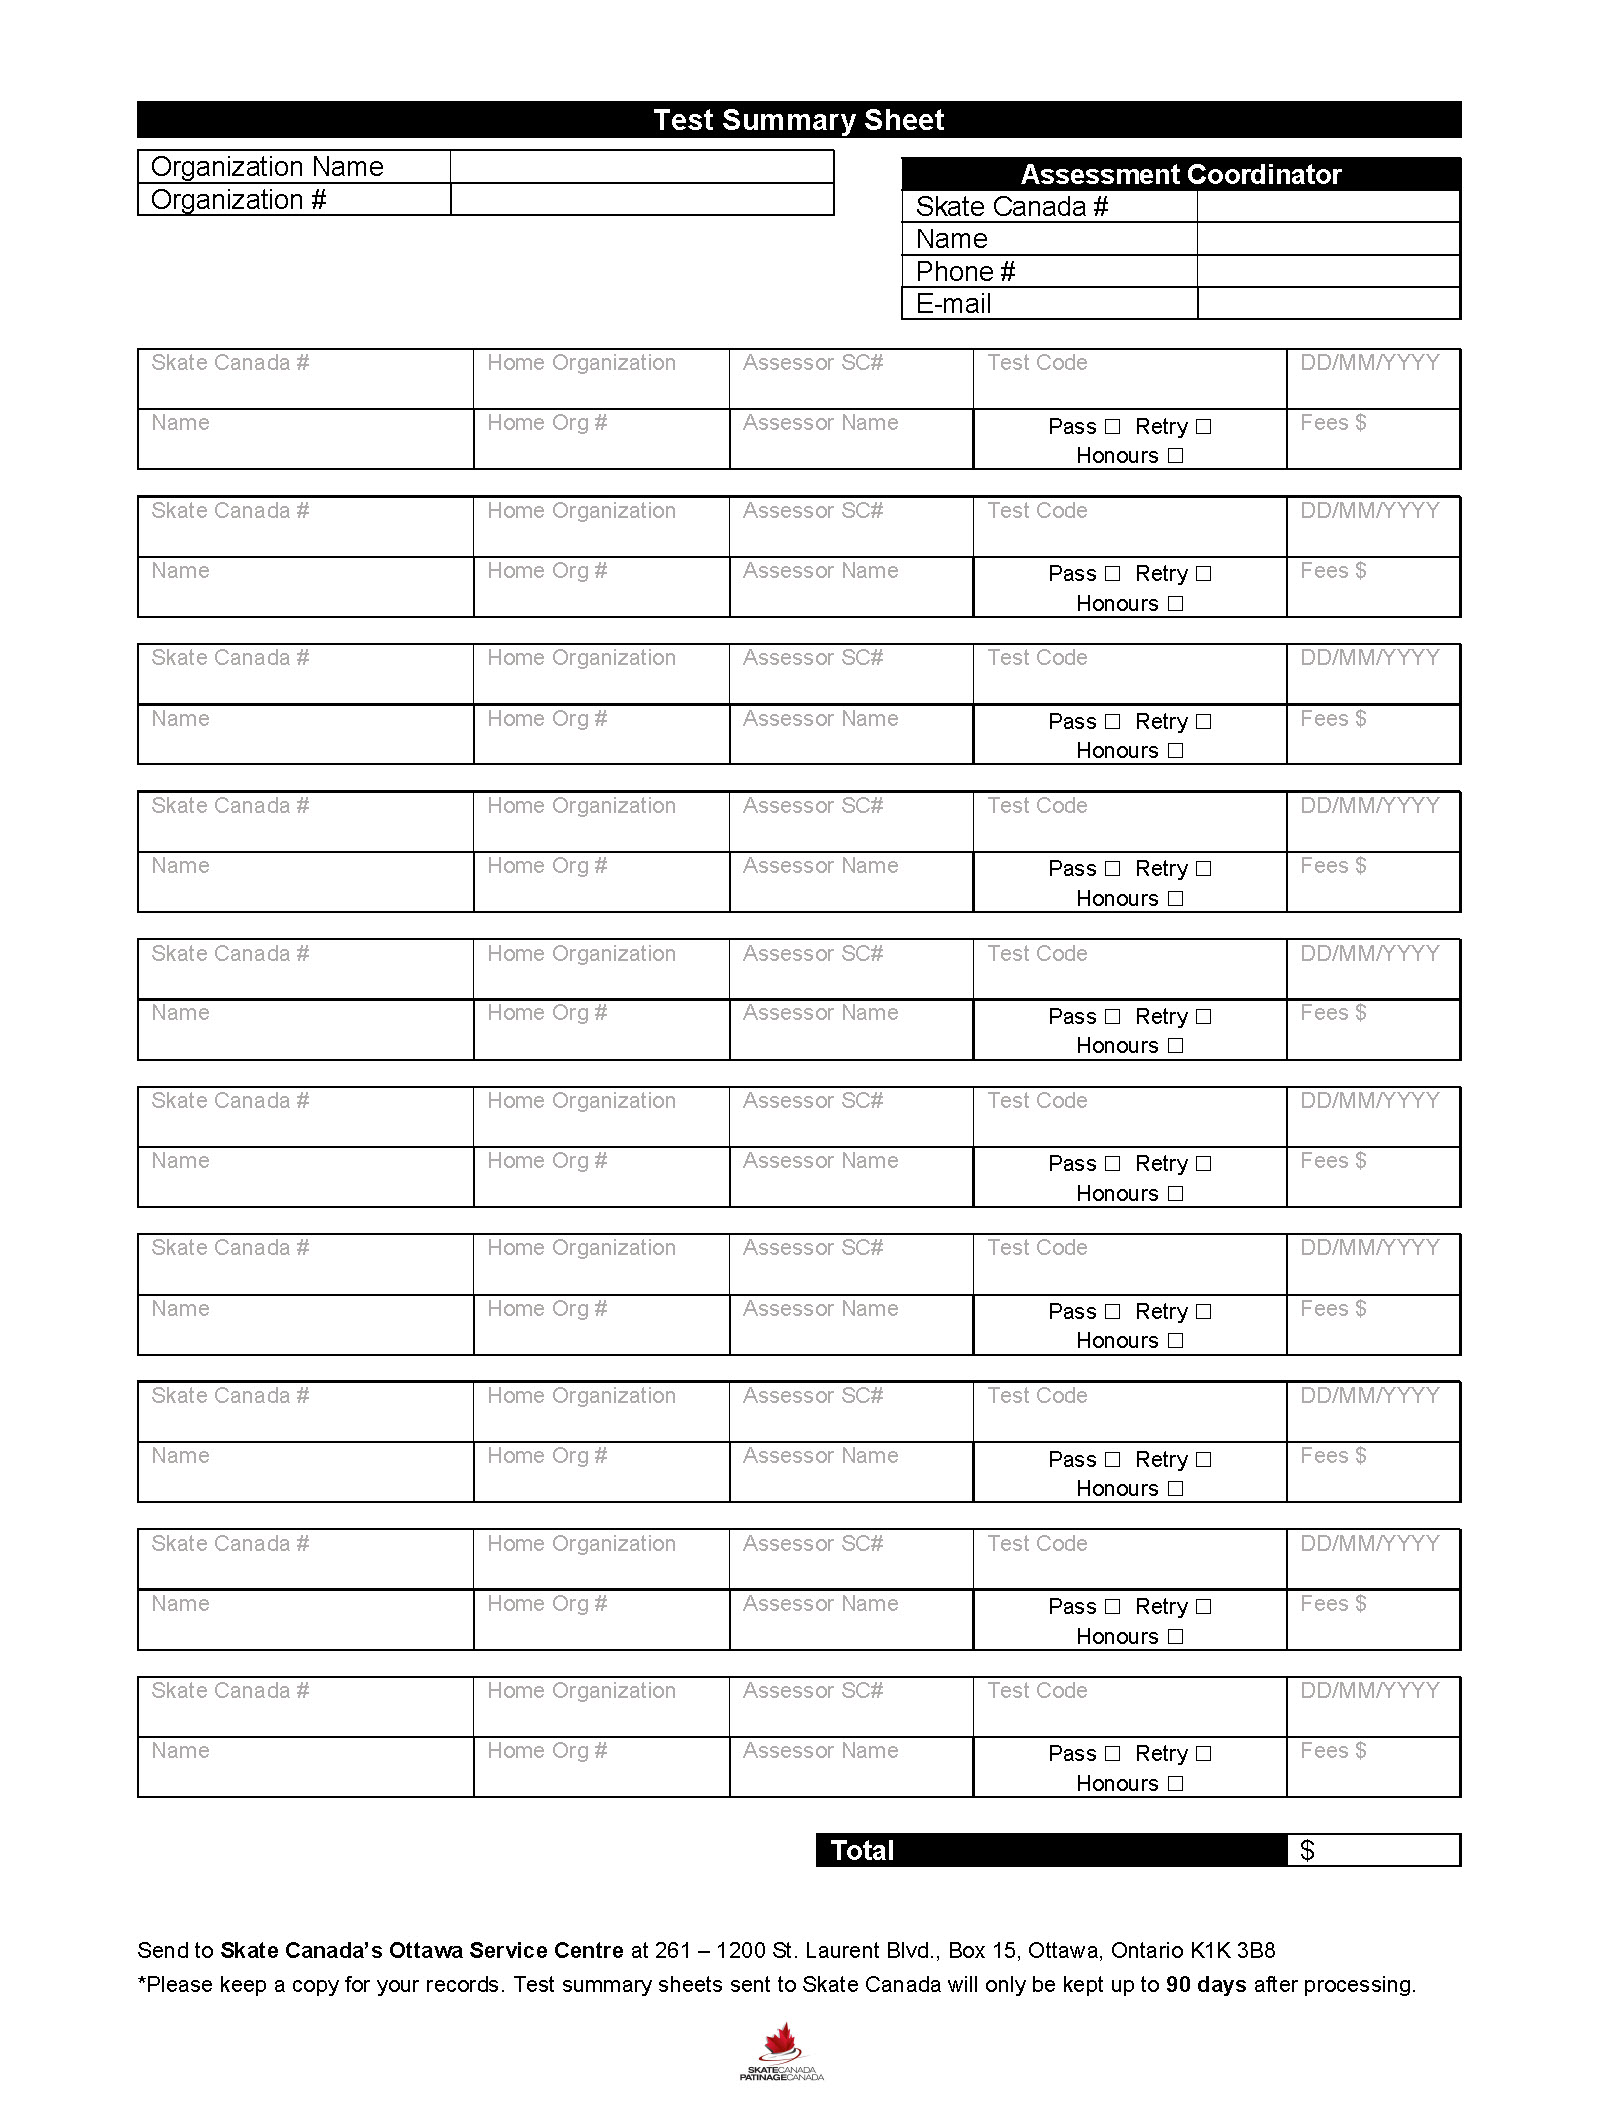 Test Summary Sheet
Organization Name
Organization #
Assessment Coordinator
Skate Canada #
Name
Phone #
E-mail
Skate Canada # Home Organization Assessor SC# Test Code DD/MM/YYYY
Name Home Org # Assessor Name Pass ☐ Retry ☐ Fees $
Honours ☐
Skate Canada # Home Organization Assessor SC# Test Code DD/MM/YYYY
Name Home Org # Assessor Name Pass ☐ Retry ☐ Fees $
Honours ☐
Skate Canada # Home Organization Assessor SC# Test Code DD/MM/YYYY
Name Home Org # Assessor Name Pass ☐ Retry ☐ Fees $
Honours ☐
Skate Canada # Home Organization Assessor SC# Test Code DD/MM/YYYY
Name Home Org # Assessor Name Pass ☐ Retry ☐ Fees $
Honours ☐
Skate Canada # Home Organization Assessor SC# Test Code DD/MM/YYYY
Name Home Org # Assessor Name Pass ☐ Retry ☐ Fees $
Honours ☐
Skate Canada # Home Organization Assessor SC# Test Code DD/MM/YYYY
Name Home Org # Assessor Name Pass ☐ Retry ☐ Fees $
Honours ☐
Skate Canada # Home Organization Assessor SC# Test Code DD/MM/YYYY
Name Home Org # Assessor Name Pass ☐ Retry ☐ Fees $
Honours ☐
Skate Canada # Home Organization Assessor SC# Test Code DD/MM/YYYY
Name Home Org # Assessor Name Pass ☐ Retry ☐ Fees $
Honours ☐
Skate Canada # Home Organization Assessor SC# Test Code DD/MM/YYYY
Name Home Org # Assessor Name Pass ☐ Retry ☐ Fees $
Honours ☐
Skate Canada # Home Organization Assessor SC# Test Code DD/MM/YYYY
Name Home Org # Assessor Name Pass ☐ Retry ☐ Fees $
Honours ☐
Total $
Send to Skate Canada’s Ottawa Service Centre at 261 – 1200 St. Laurent Blvd., Box 15, Ottawa, Ontario K1K 3B8
*Please keep a copy for your records. Test summary sheets sent to Skate Canada will only be kept up to 90 days after processing.
SKATECANADA
PATINAGECANADA